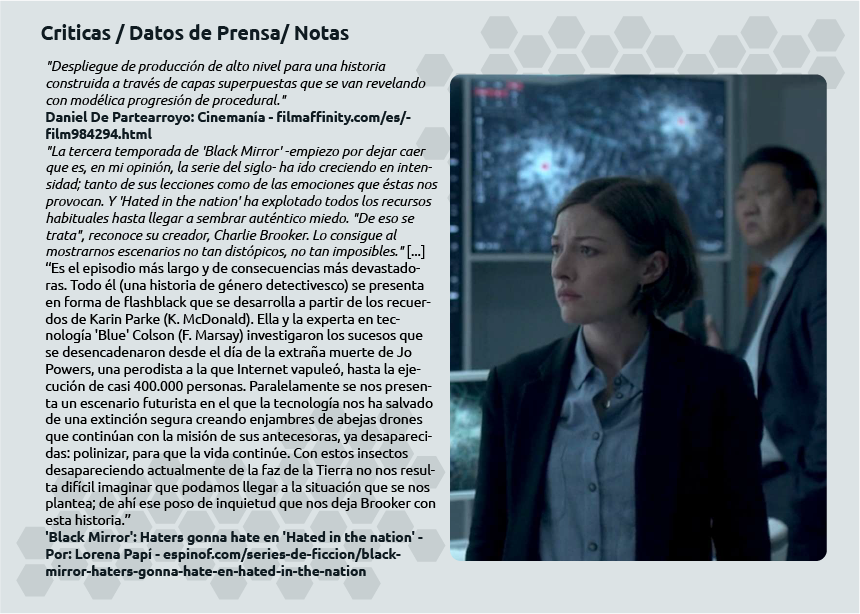 Criticas / Datos de Prensa/ Notas
"Despliegue de producción de alto nivel para una historia
construida a través de capas superpuestas que se van revelando
con modélica progresión de procedural."
Daniel De Partearroyo: Cinemanía - filmaffinity.com/es/-
film984294.html
"La tercera temporada de 'Black Mirror' -empiezo por dejar caer
que es, en mi opinión, la serie del siglo- ha ido creciendo en inten-
sidad; tanto de sus lecciones como de las emociones que éstas nos
provocan. Y 'Hated in the nation' ha explotado todos los recursos
habituales hasta llegar a sembrar auténtico miedo. "De eso se
trata", reconoce su creador, Charlie Brooker. Lo consigue al
mostrarnos escenarios no tan distópicos, no tan imposibles." [...]
“Es el episodio más largo y de consecuencias más devastado-
ras. Todo él (una historia de género detectivesco) se presenta
en forma de flashblack que se desarrolla a partir de los recuer-
dos de Karin Parke (K. McDonald). Ella y la experta en tec-
nología 'Blue' Colson (F. Marsay) investigaron los sucesos que
se desencadenaron desde el día de la extraña muerte de Jo
Powers, una perodista a la que Internet vapuleó, hasta la eje-
cución de casi 400.000 personas. Paralelamente se nos presen-
ta un escenario futurista en el que la tecnología nos ha salvado
de una extinción segura creando enjambres de abejas drones
que continúan con la misión de sus antecesoras, ya desapareci-
das: polinizar, para que la vida continúe. Con estos insectos
desapareciendo actualmente de la faz de la Tierra no nos resul-
ta difícil imaginar que podamos llegar a la situación que se nos
plantea; de ahí ese poso de inquietud que nos deja Brooker con
esta historia.”
'Black Mirror': Haters gonna hate en 'Hated in the nation' -
Por: Lorena Papí - espinof.com/series-de-ficcion/black-
mirror-haters-gonna-hate-en-hated-in-the-nation